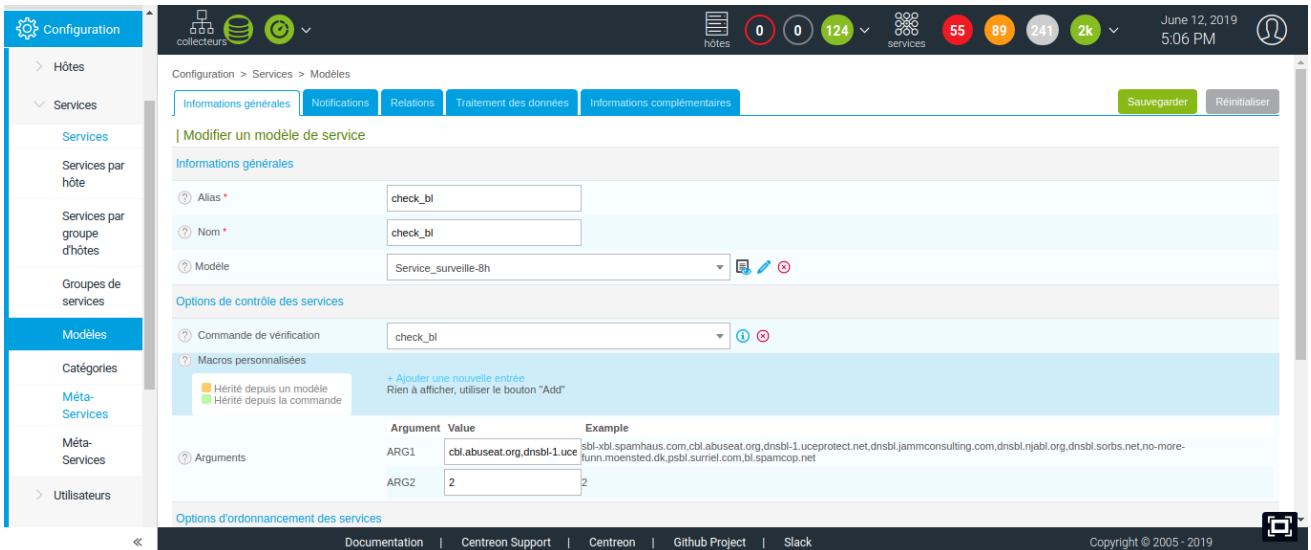 Configuration
collecteurs
hôtes
0
0
124
services
55
89
241
2k
June 12, 2019
5:06 PM
Hôtes
Services
Services
Services par
hôte
Services par
groupe
d'hôtes
Groupes de
services
Modèles
Catégories
Méta-
Services
Méta-
Services
Utilisateurs
Configuration > Services > Modèles
Informations générales
Notifications
Relations
Traitement des données
Informations complémentaires
Sauvegarder
Réinitialiser
| Modifier un modèle de service
Informations générales
? Alias *
check_bl
? Nom *
check_bl
? Modèle
Service_surveille-8h
Options de contrôle des services
? Commande de vérification
check_bl
? Macros personnalisées
Hérité depuis un modèle
Hérité depuis la commande
+ Ajouter une nouvelle entrée
Rien à afficher, utiliser le bouton "Add"
? Arguments
Argument Value Example
ARG1 cbl.abuseat.org,dnsbl-1.uce sbl-xbl.spamhaus.com,cbl.abuseat.org,dnsbl-1.uceprotect.net,dnsbl.jammconsulting.com,dnsbl.njabl.org,dnsbl.sorbs.net,no-more-
funn.moensted.dk,psbl.surriel.com,bl.spamcop.net
ARG2 2 2
Options d'ordonnancement des services
Documentation | Centreon Support | Centreon | Github Project | Slack
Copyright © 2005 - 2019